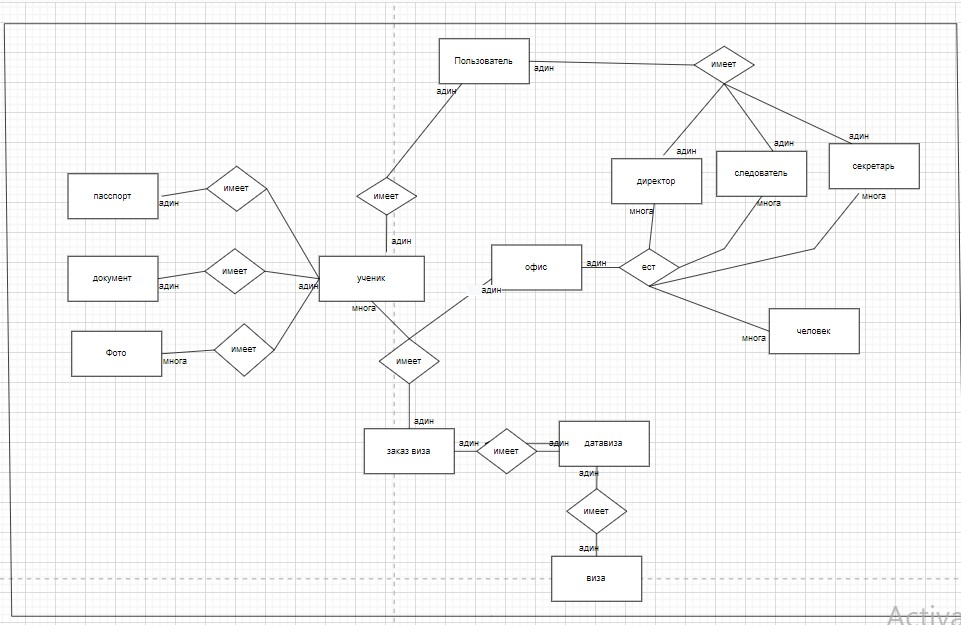 Пользователь
адин
имеет
адин
адин
адин
адин
директор
следователь
секретарь
многа
многа
многа
паспорт
адин
имеет
имеет
адин
документ
адин
имеет
адин
ученик
многа
офис
адин
адин
ест
Фото
многа
имеет
имеет
многа
человек
адин
заказ виза
адин
имеет
адин
датавиза
адин
имеет
адин
виза
Activa